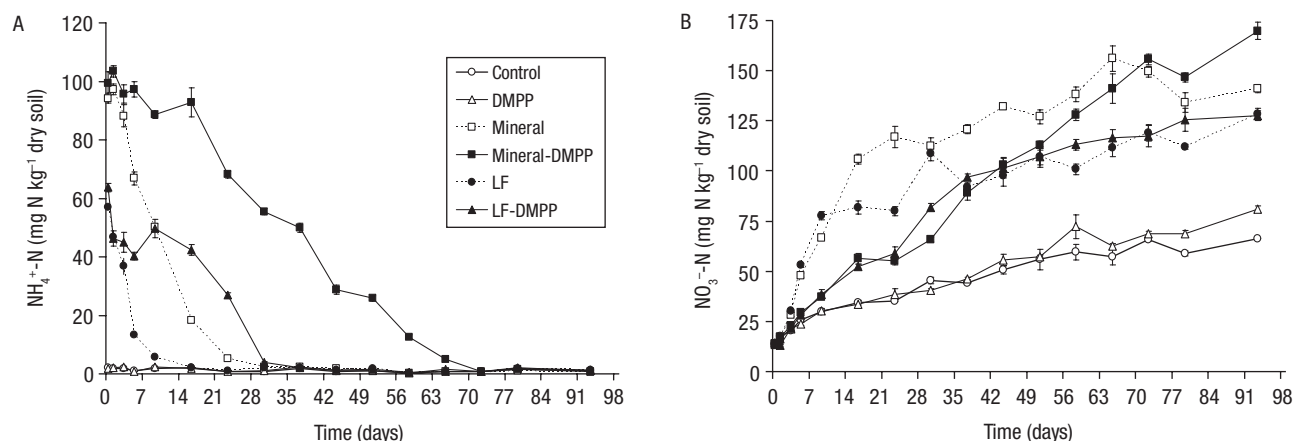 A
NH₄⁺-N (mg N kg⁻¹ dry soil)
120
100
80
60
40
20
0
0 7 14 21 28 35 42 49 56 63 70 77 84 91 98
Time (days)
Control
DMPP
Mineral
Mineral-DMPP
LF
LF-DMPP
B
NO₃⁻-N (mg N kg⁻¹ dry soil)
175
150
125
100
75
50
25
0
0 7 14 21 28 35 42 49 56 63 70 77 84 91 98
Time (days)